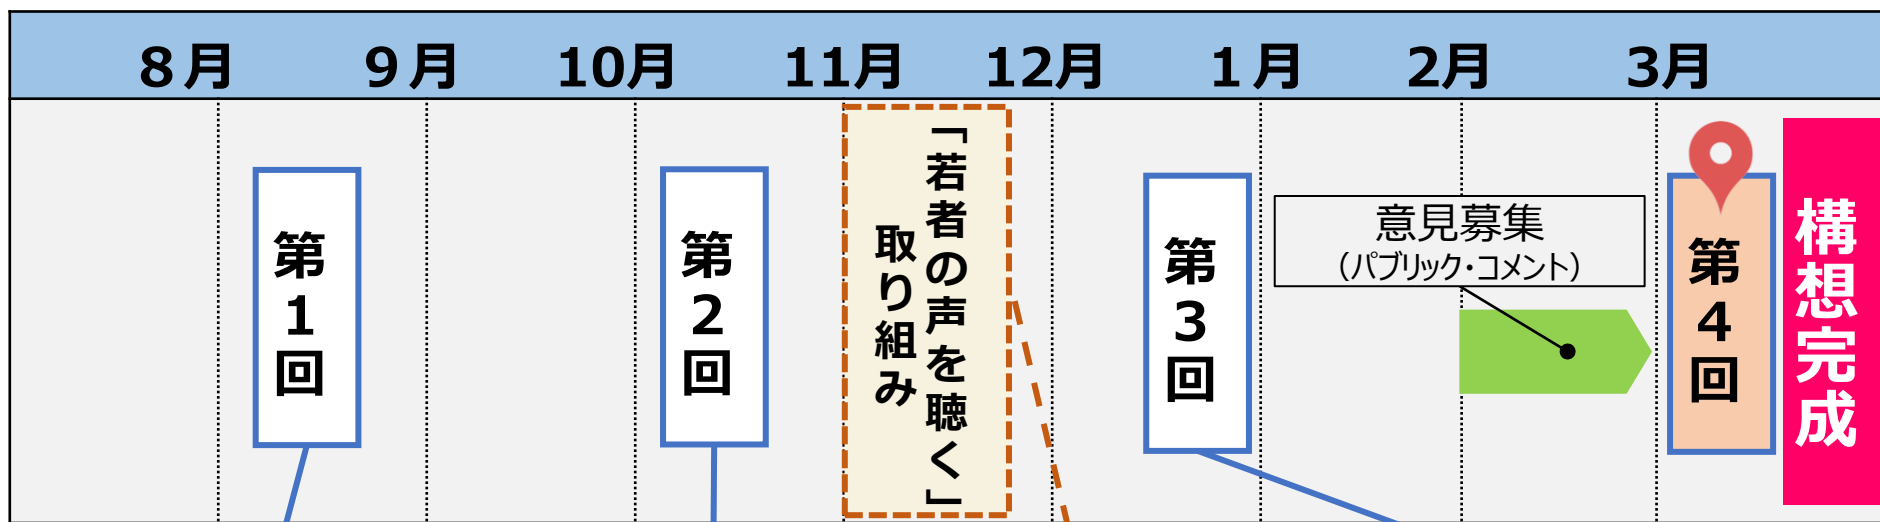 ８月
９月
10月
11月
12月
１月
2月
3月
第1回
第2回
「若者の声を聴く」
取り組み
第3回
意見募集
（パブリック・コメント）
第4回
構想完成